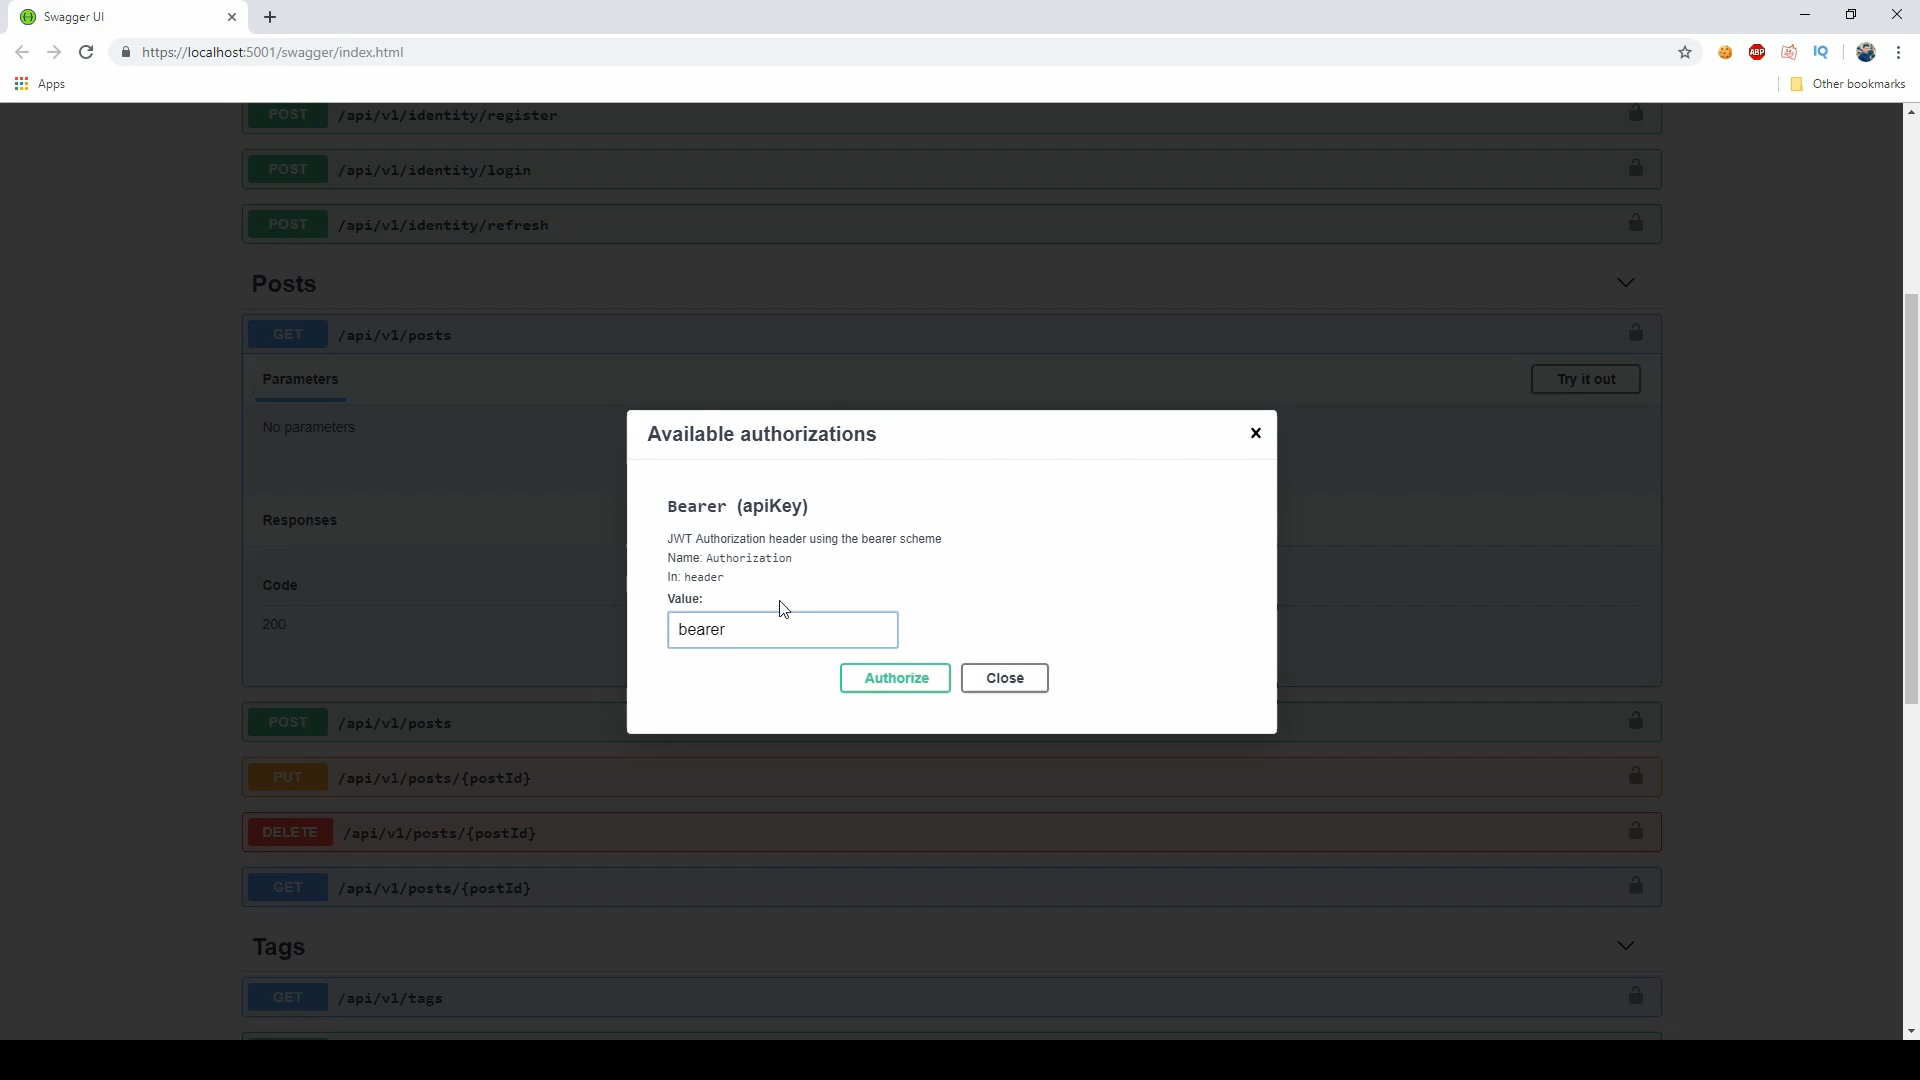 Swagger UI
https://localhost:5001/swagger/index.html
ABP
IQ
Apps
Other bookmarks
POST /api/v1/identity/register
POST /api/v1/identity/login
POST /api/v1/identity/refresh
Posts
GET /api/v1/posts
Parameters
Try it out
No parameters
Responses
Code
200
Available authorizations
Bearer (apiKey)
JWT Authorization header using the bearer scheme
Name: Authorization
In: header
Value:
bearer
Authorize
Close
POST /api/v1/posts
PUT /api/v1/posts/{postId}
DELETE /api/v1/posts/{postId}
GET /api/v1/posts/{postId}
Tags
GET /api/v1/tags